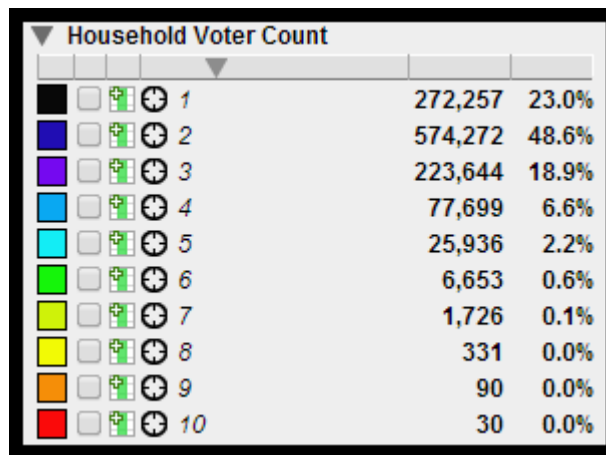 Household Voter Count
1 272,257 23.0%
2 574,272 48.6%
3 223,644 18.9%
4 77,699 6.6%
5 25,936 2.2%
6 6,653 0.6%
7 1,726 0.1%
8 331 0.0%
9 90 0.0%
10 30 0.0%